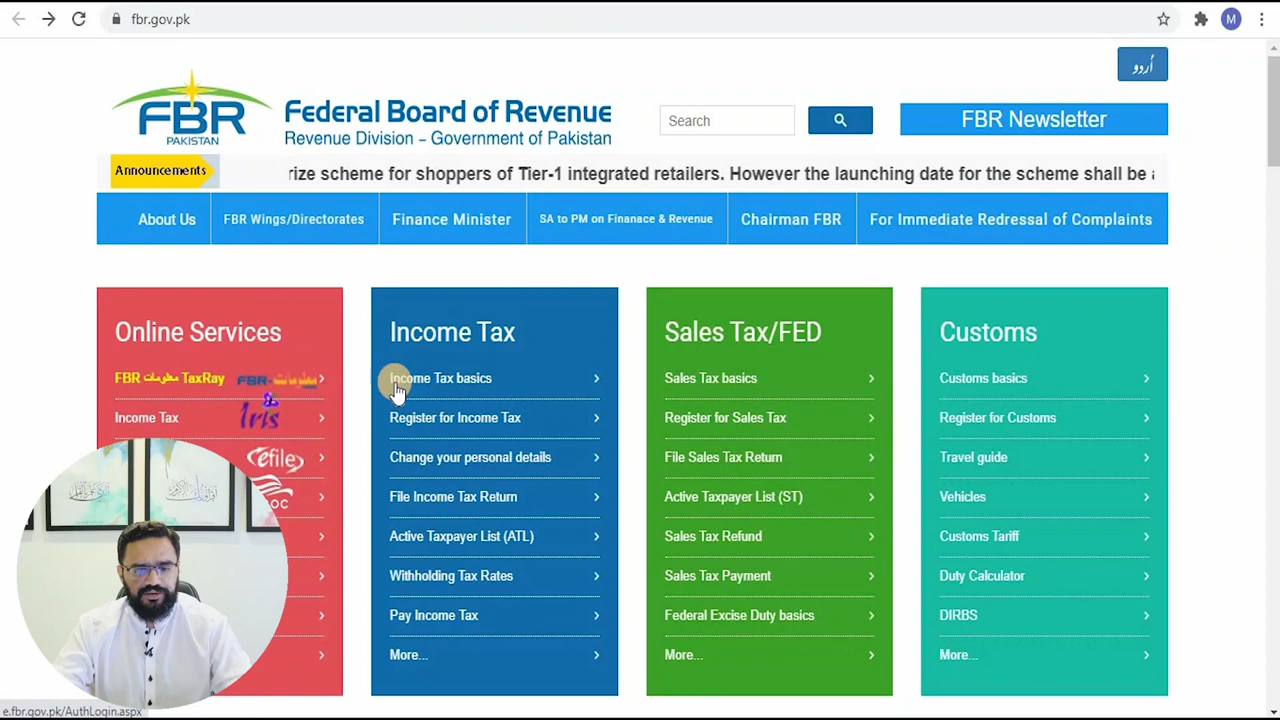 fbr.gov.pk
M
اُردو
FBR
PAKISTAN
Federal Board of Revenue
Revenue Division – Government of Pakistan
Search
FBR Newsletter
Announcements
rize scheme for shoppers of Tier-1 integrated retailers. However the launching date for the scheme shall be a
About Us
FBR Wings/Directorates
Finance Minister
SA to PM on Finanace & Revenue
Chairman FBR
For Immediate Redressal of Complaints
Online Services
FBR معلومات TaxRay
FBR-معلومات
&
Income Tax
Iris
efile
OC
Income Tax
Income Tax basics
Register for Income Tax
Change your personal details
File Income Tax Return
Active Taxpayer List (ATL)
Withholding Tax Rates
Pay Income Tax
More...
Sales Tax/FED
Sales Tax basics
Register for Sales Tax
File Sales Tax Return
Active Taxpayer List (ST)
Sales Tax Refund
Sales Tax Payment
Federal Excise Duty basics
More...
Customs
Customs basics
Register for Customs
Travel guide
Vehicles
Customs Tariff
Duty Calculator
DIRBS
More...
e.fbr.gov.pk/AuthLogin.aspx